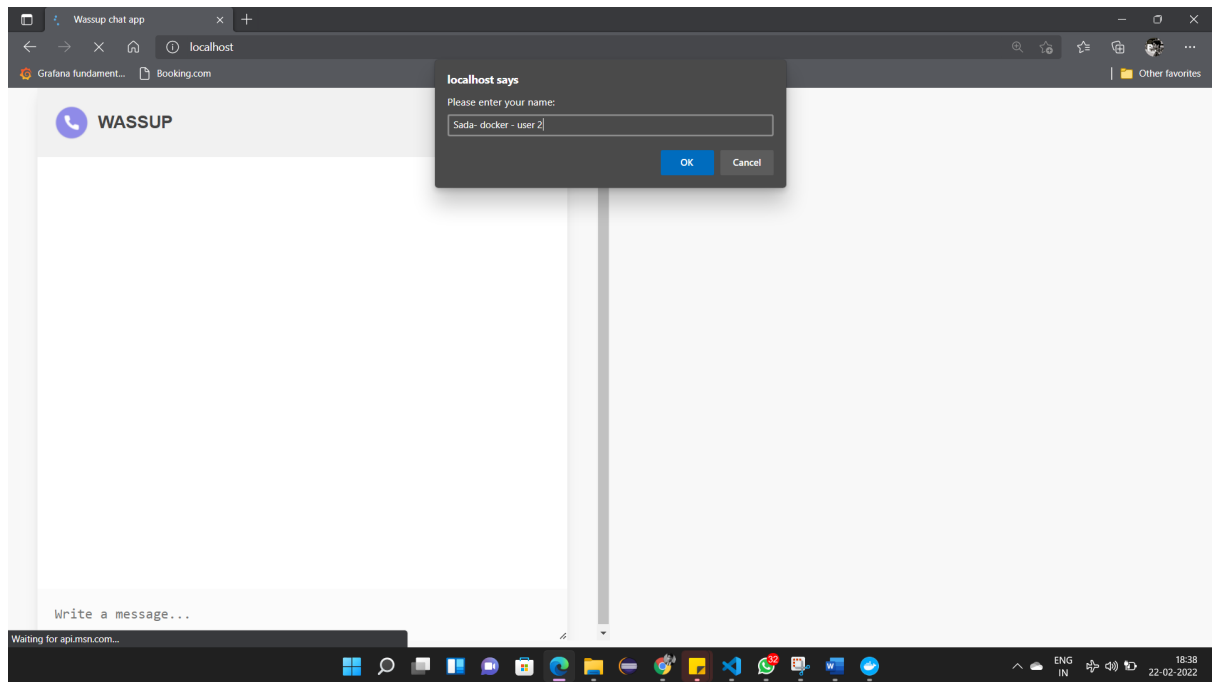 Wassup chat app
localhost
Grafana fundament...
Booking.com
Other favorites
localhost says
Please enter your name:
Sada- docker - user 2
OK
Cancel
WASSUP
Write a message...
Waiting for api.msn.com...
32
ENG
IN
18:38
22-02-2022